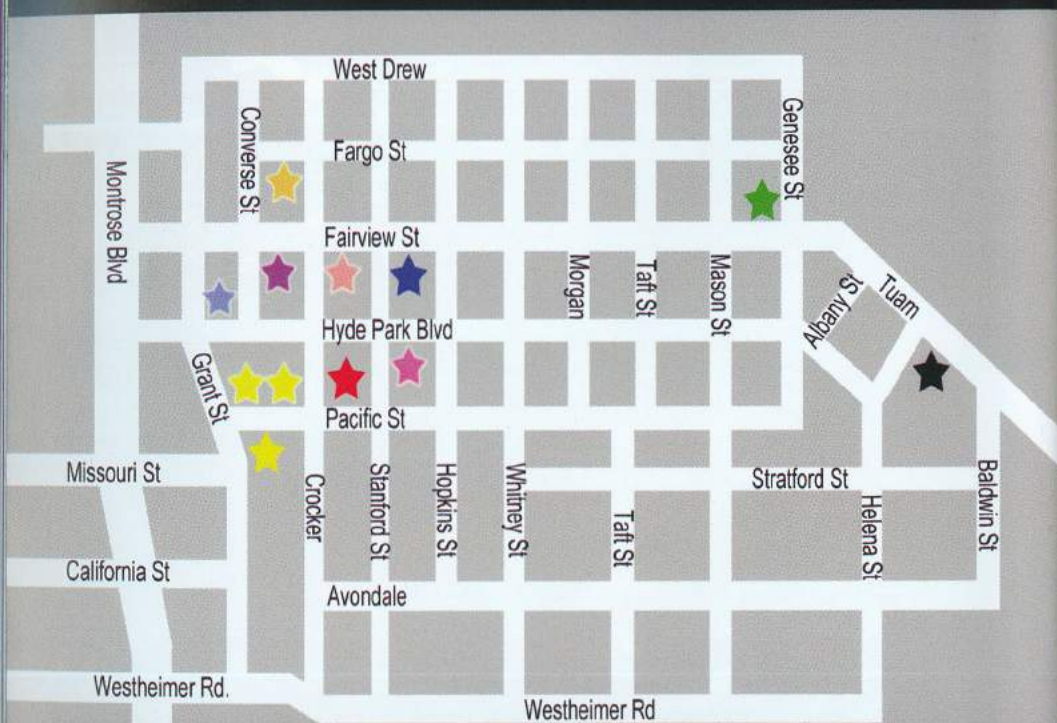 West Drew
Converse St
Genesee St
Fargo St
Montrose Blvd
Fairview St
Morgan
Taft St
Mason St
Albany St
Tuam
Hyde Park Blvd
Grant St
Pacific St
Missouri St
Crocker
Stanford St
Hopkins St
Whitney St
Stratford St
Baldwin St
Taft St
Helena St
California St
Avondale
Westheimer Rd.
Westheimer Rd